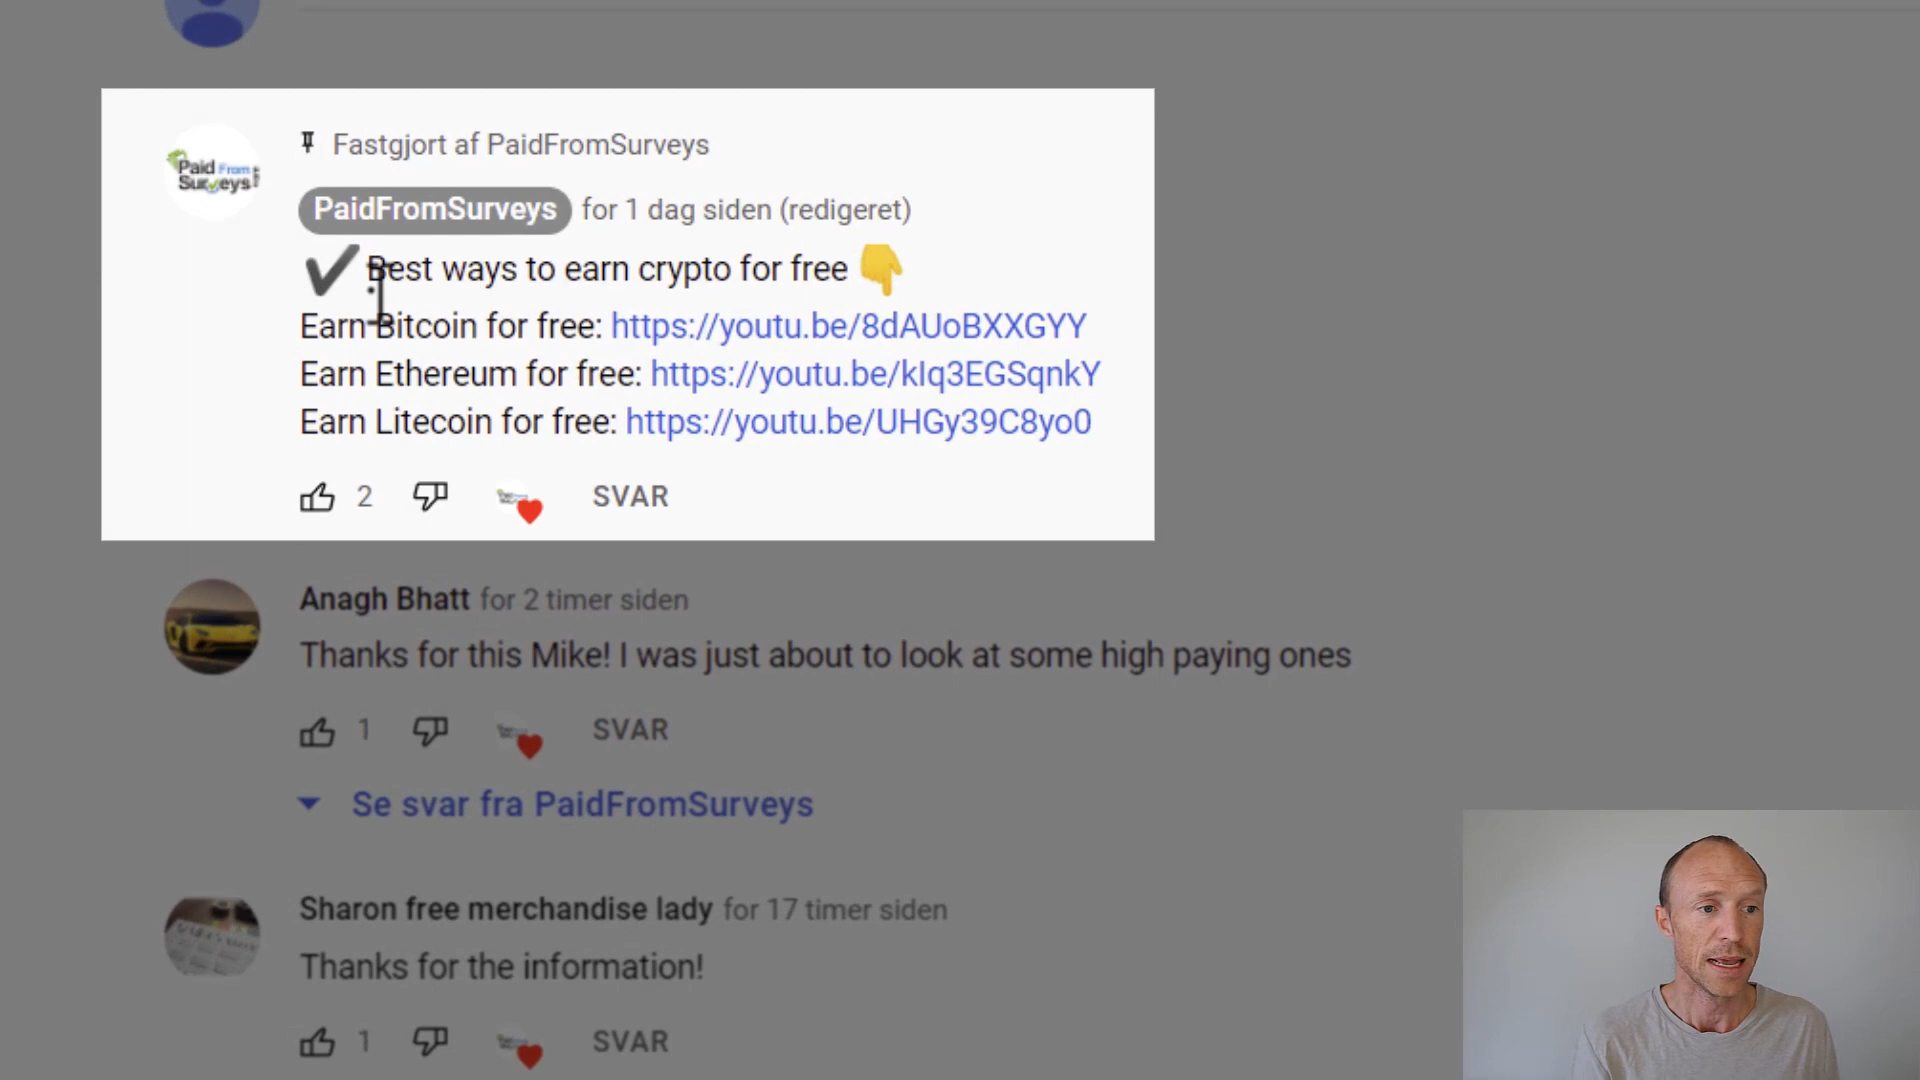 Paid From
Surveys
Fastgjort af PaidFromSurveys
PaidFromSurveys for 1 dag siden (redigeret)
✔ Best ways to earn crypto for free 👇
Earn Bitcoin for free: https://youtu.be/8dAUoBXXGYY
Earn Ethereum for free: https://youtu.be/kIq3EGSqnkY
Earn Litecoin for free: https://youtu.be/UHGy39C8yo0
2 SVAR
Anagh Bhatt for 2 timer siden
Thanks for this Mike! I was just about to look at some high paying ones
1 SVAR
Se svar fra PaidFromSurveys
Sharon free merchandise lady for 17 timer siden
Thanks for the information!
1 SVAR